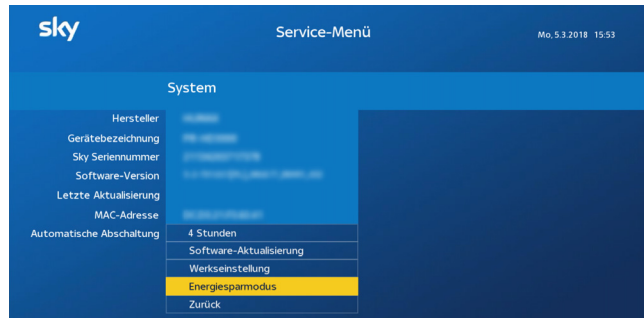 sky
Service-Menü
Mo, 5.3.2018 15:53
System
Hersteller
Gerätebezeichnung
Sky Seriennummer
Software-Version
Letzte Aktualisierung
MAC-Adresse
Automatische Abschaltung 4 Stunden
Software-Aktualisierung
Werkseinstellung
Energiesparmodus
Zurück